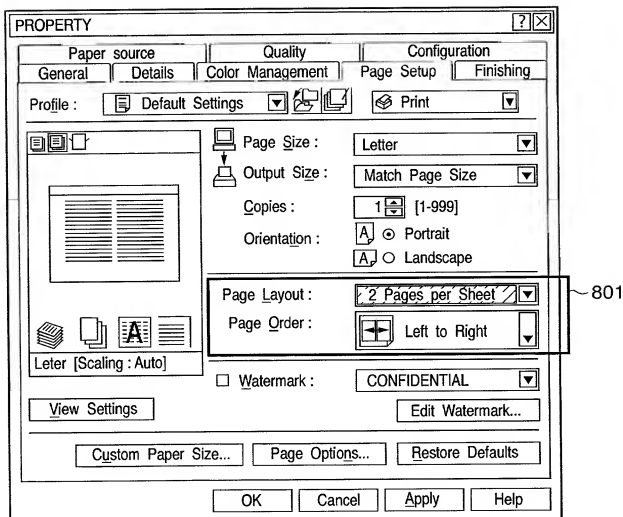 PROPERTY
Paper source Quality Configuration
General Details Color Management Page Setup Finishing
Profile : Default Settings Print
Page Size : Letter
Output Size : Match Page Size
Copies : 1 [1-999]
Orientation : A Portrait
A Landscape
Page Layout : 2 Pages per Sheet 801
Page Order : Left to Right
A
Leter [Scaling : Auto]
Watermark : CONFIDENTIAL
View Settings Edit Watermark...
Custom Paper Size... Page Options... Restore Defaults
OK Cancel Apply Help